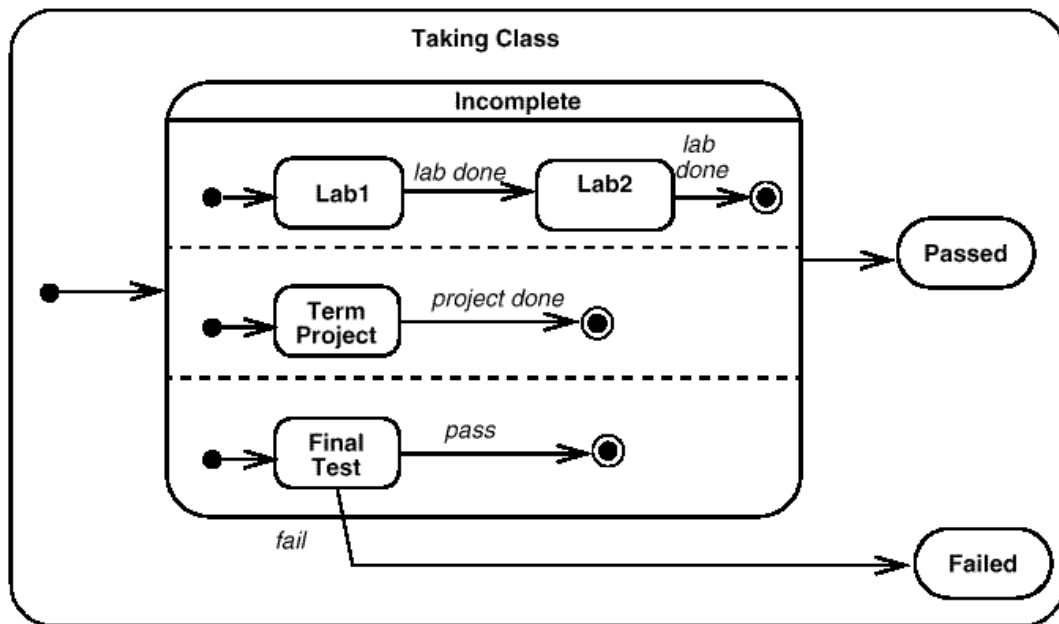 Taking Class
Incomplete
Lab1
lab done
Lab2
lab
done
Passed
Term
Project
project done
Final
Test
pass
fail
Failed